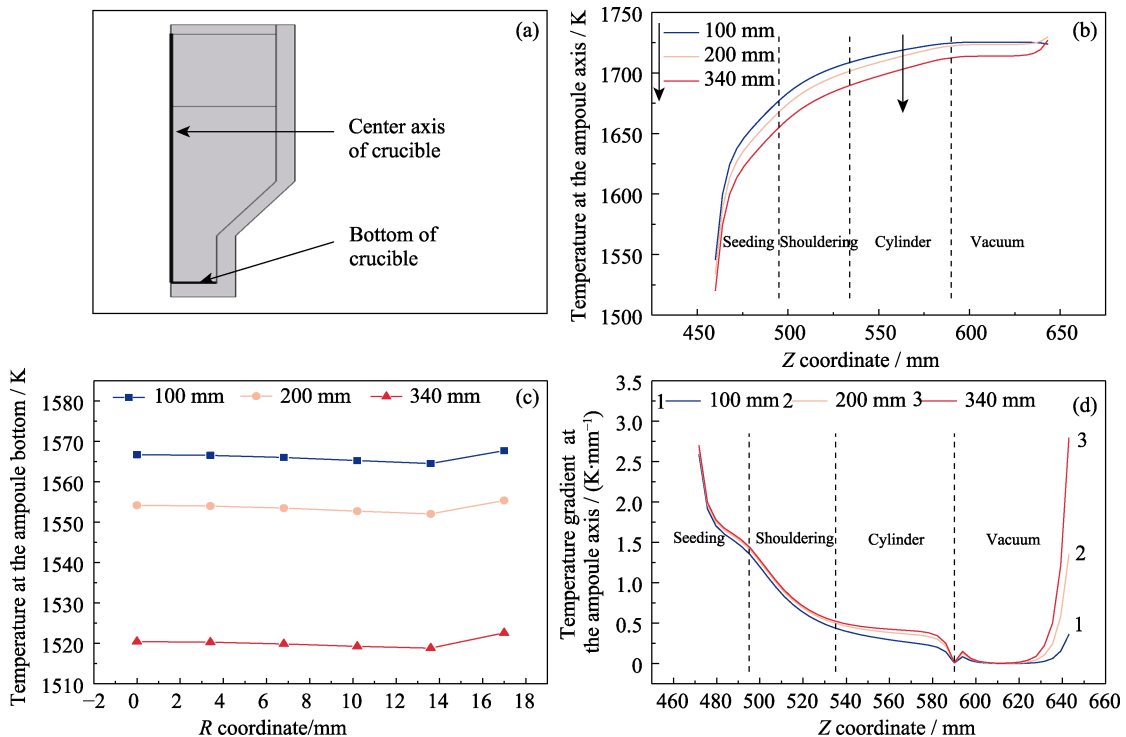 (a)
Center axis
of crucible
Bottom of
crucible
(b)
100 mm
200 mm
340 mm
Temperature at the ampoule axis / K
1750
1700
1650
1600
1550
1500
Seeding
Shouldering
Cylinder
Vacuum
450
500
550
600
650
Z coordinate / mm
(c)
100 mm
200 mm
340 mm
Temperature at the ampoule bottom / K
1580
1570
1560
1550
1540
1530
1520
1510
−2
0
2
4
6
8
10
12
14
16
18
R coordinate/mm
(d)
1 100 mm
2 200 mm
3 340 mm
Temperature gradient at
the ampoule axis / (K·mm⁻¹)
3.5
3.0
2.5
2.0
1.5
1.0
0.5
0
Seeding
Shouldering
Cylinder
Vacuum
3
2
1
460
480
500
520
540
560
580
600
620
640
660
Z coordinate / mm